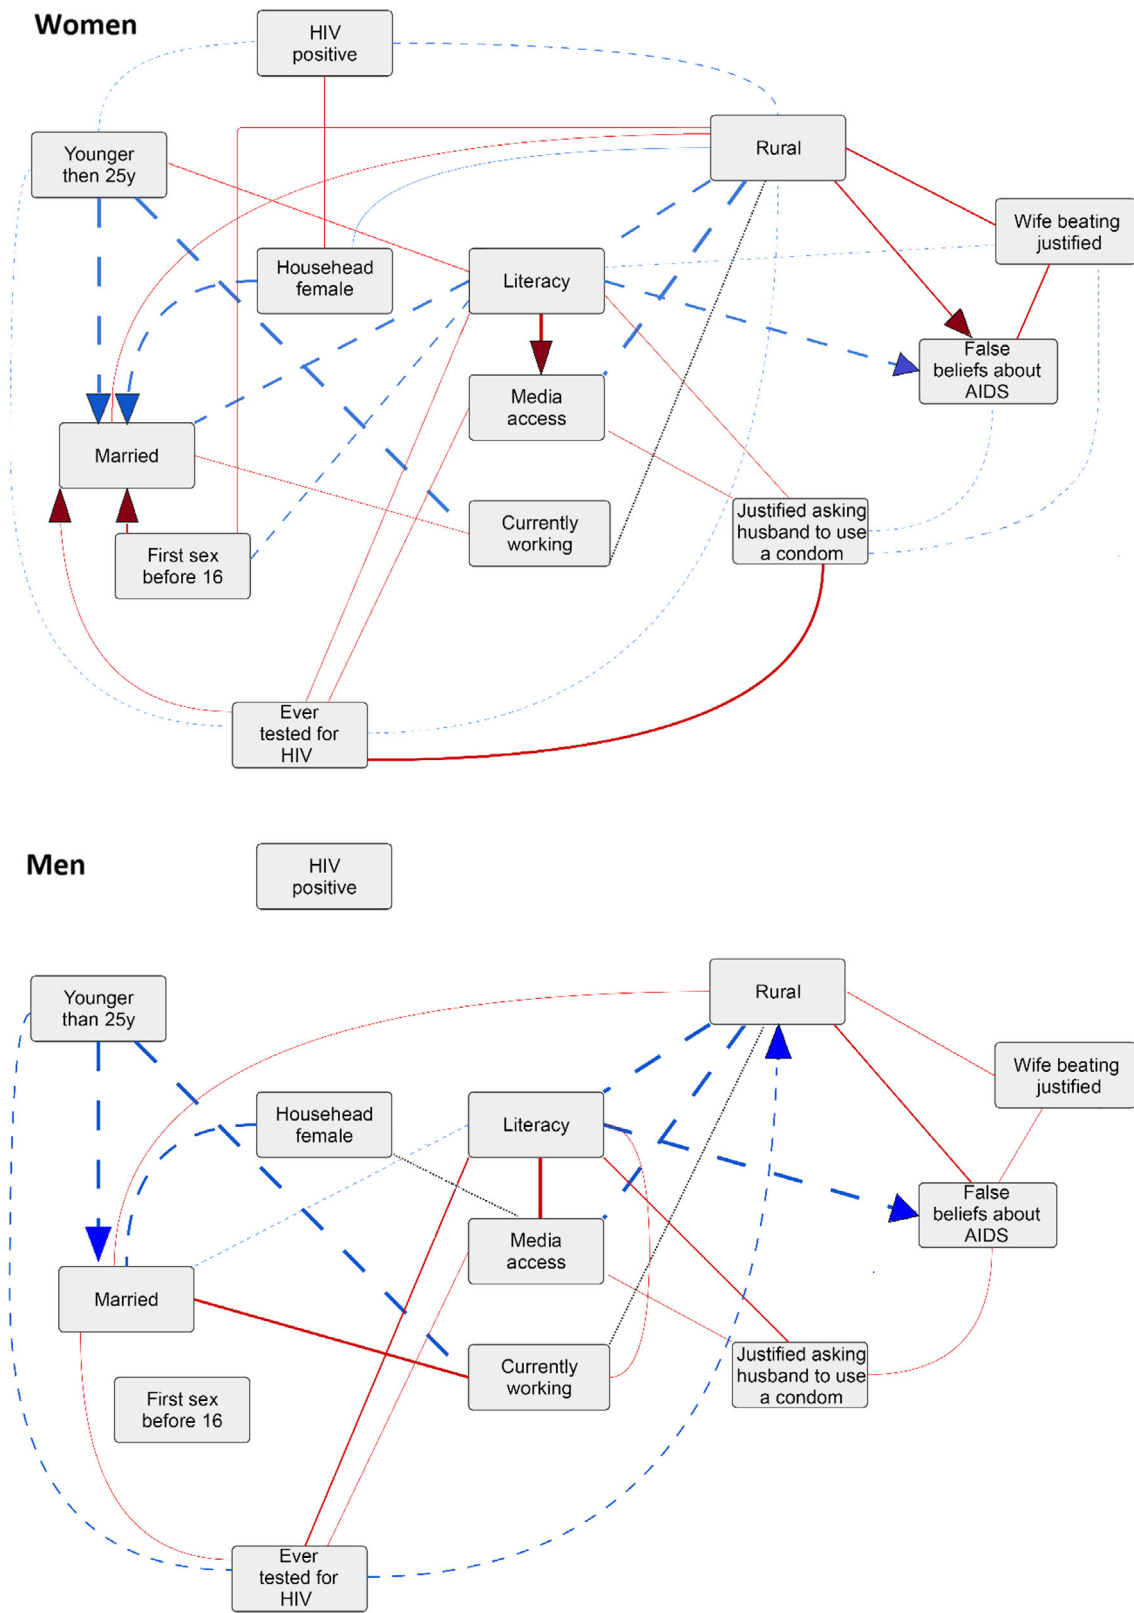 Women
HIV
positive
Younger
then 25y
Rural
Wife beating
justified
Househead
female
Literacy
False
beliefs about
AIDS
Media
access
Married
Currently
working
Justified asking
husband to use
a condom
First sex
before 16
Ever
tested for
HIV
Men
HIV
positive
Younger
than 25y
Rural
Wife beating
justified
Househead
female
Literacy
False
beliefs about
AIDS
Media
access
Married
Currently
working
Justified asking
husband to use
a condom
First sex
before 16
Ever
tested for
HIV